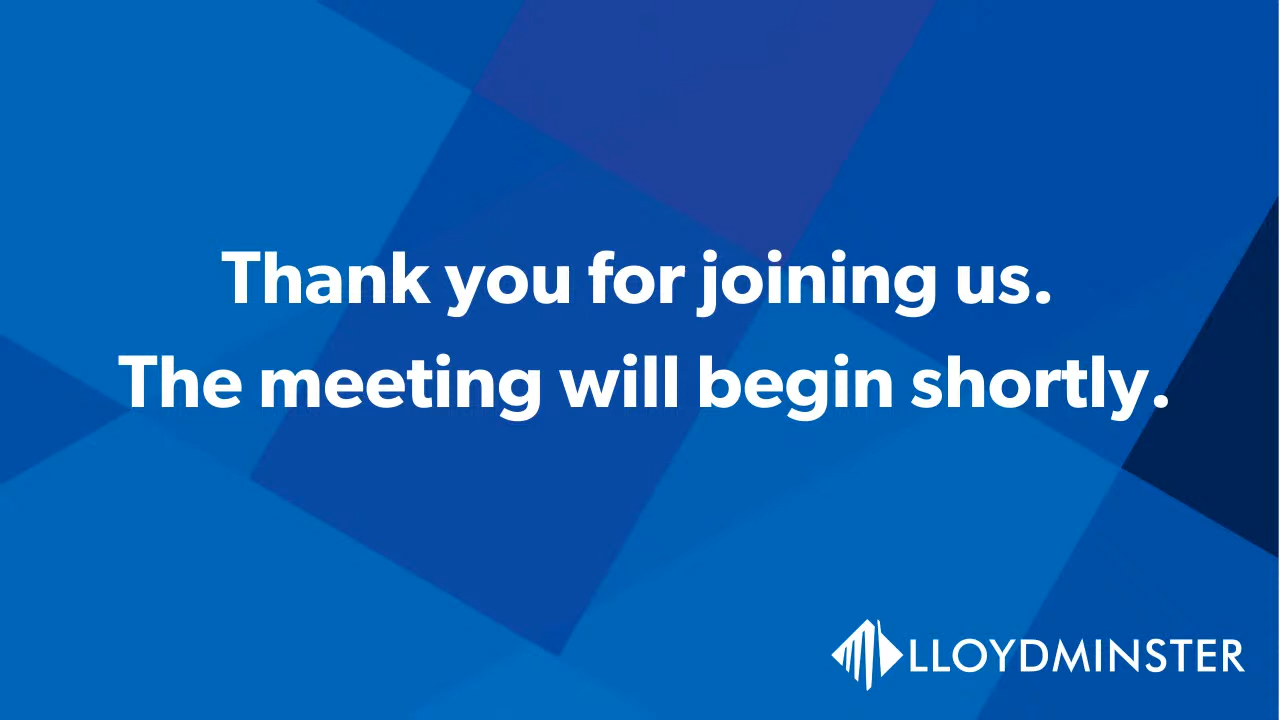 Thank you for joining us.
The meeting will begin shortly.
LLOYDMINSTER